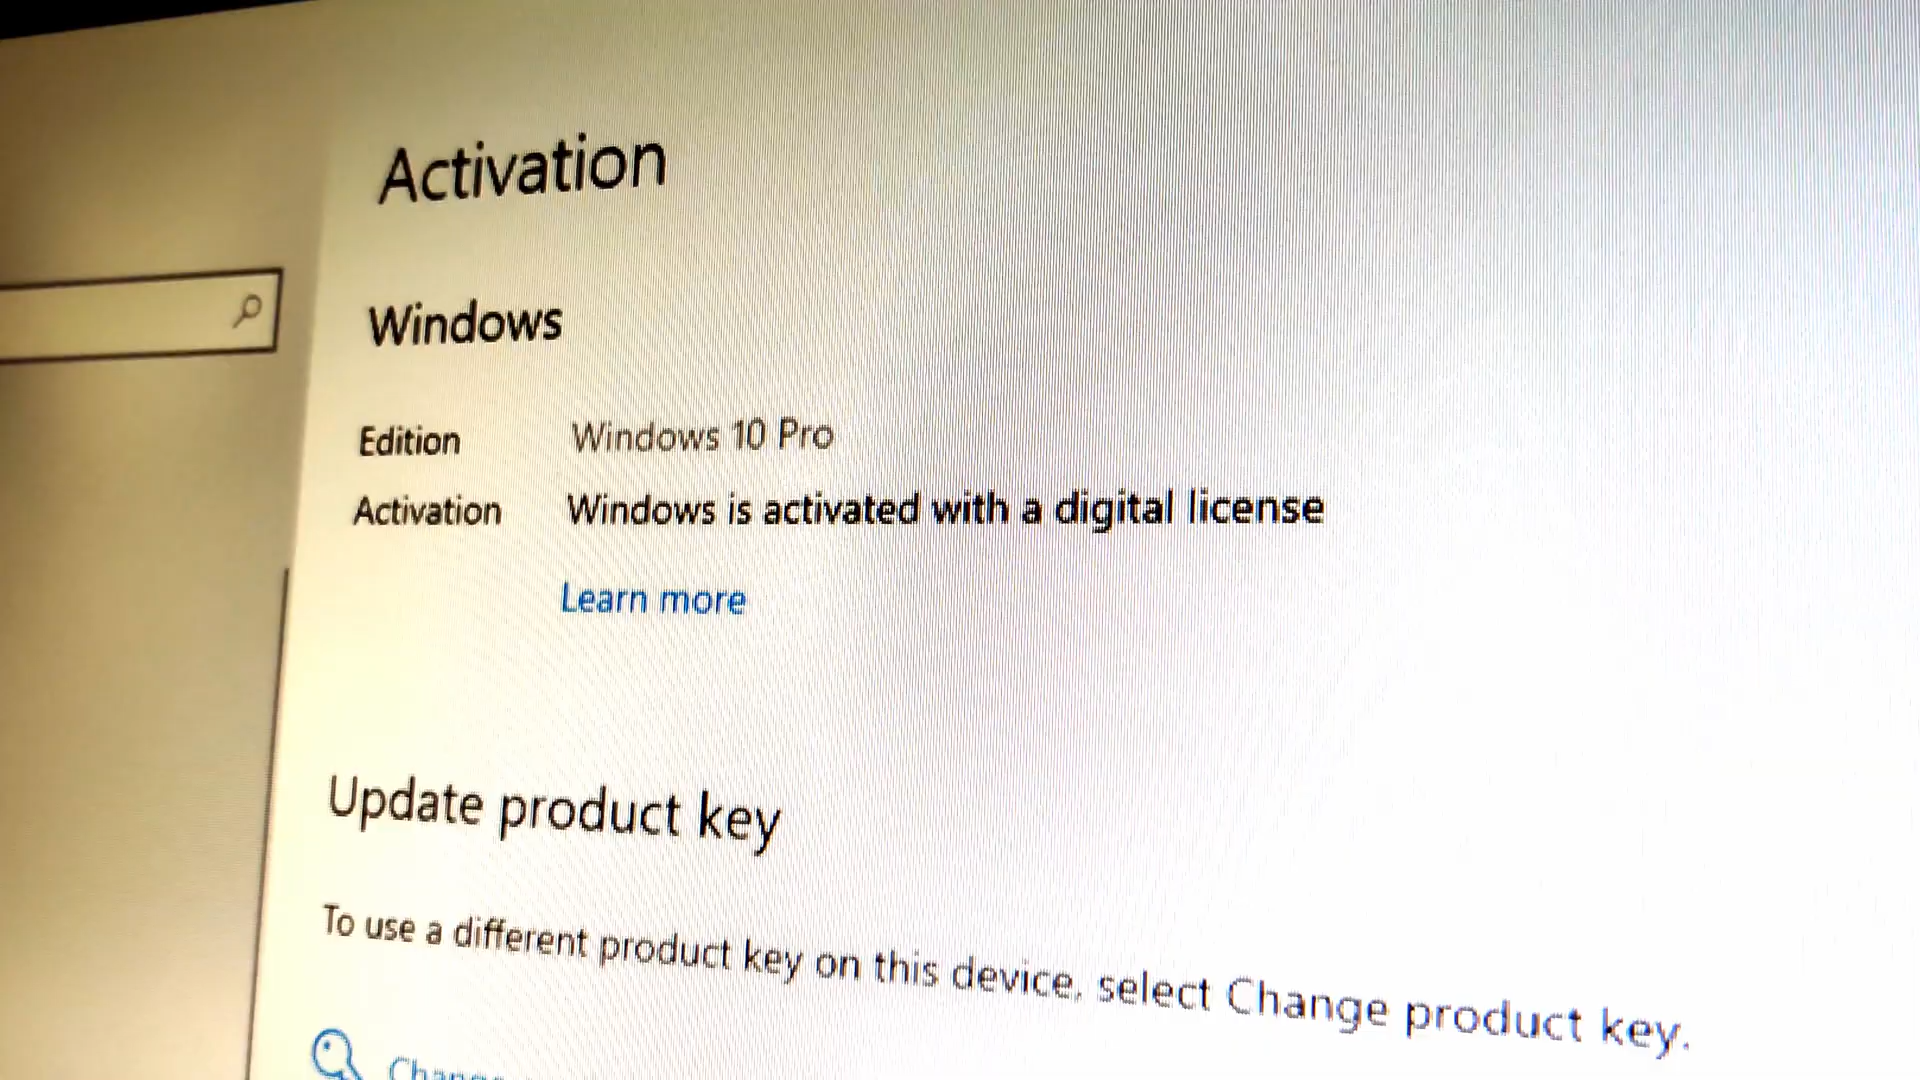 Activation
Windows
Edition Windows 10 Pro
Activation Windows is activated with a digital license
Learn more
Update product key
To use a different product key on this device, select Change product key.